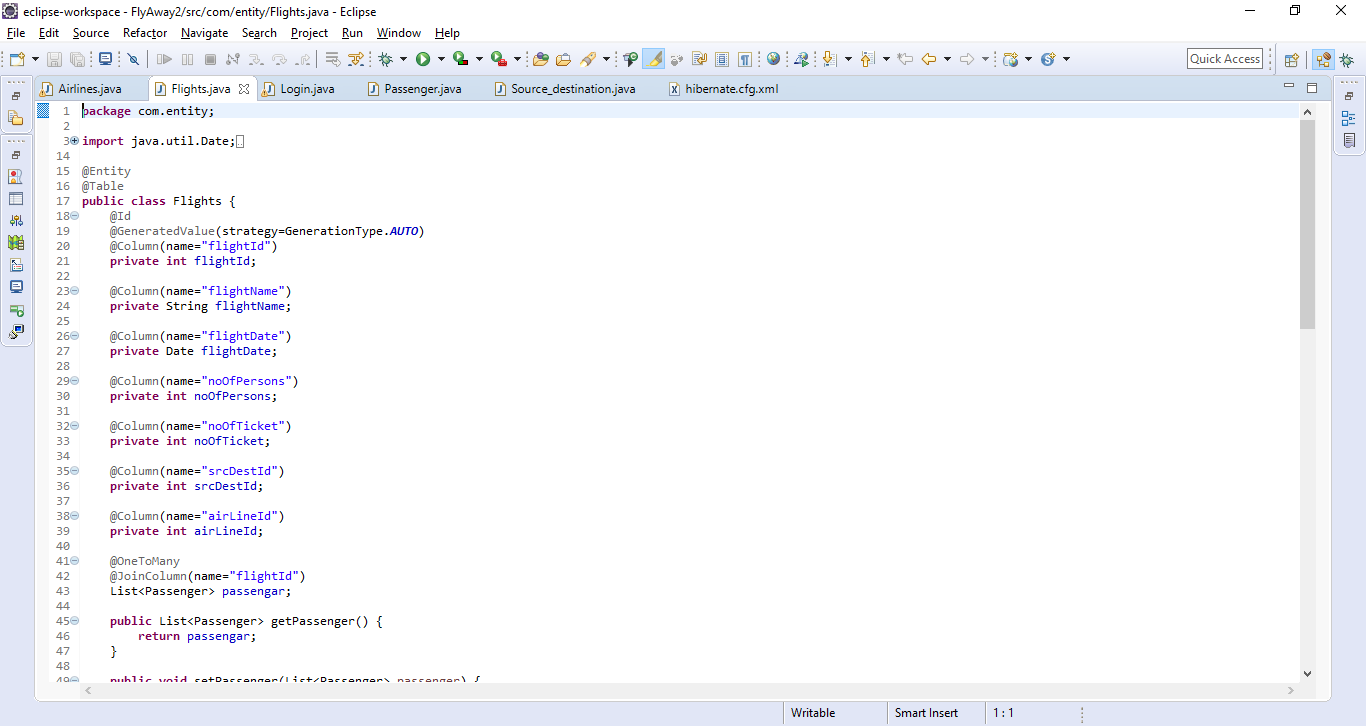 eclipse-workspace - FlyAway2/src/com/entity/Flights.java - Eclipse
File Edit Source Refactor Navigate Search Project Run Window Help
Quick Access
Airlines.java Flights.java Login.java Passenger.java Source_destination.java hibernate.cfg.xml
1 package com.entity;
2
3 import java.util.Date;
14
15 @Entity
16 @Table
17 public class Flights {
18 @Id
19 @GeneratedValue(strategy=GenerationType.AUTO)
20 @Column(name="flightId")
21 private int flightId;
22
23 @Column(name="flightName")
24 private String flightName;
25
26 @Column(name="flightDate")
27 private Date flightDate;
28
29 @Column(name="noOfPersons")
30 private int noOfPersons;
31
32 @Column(name="noOfTicket")
33 private int noOfTicket;
34
35 @Column(name="srcDestId")
36 private int srcDestId;
37
38 @Column(name="airLineId")
39 private int airLineId;
40
41 @OneToMany
42 @JoinColumn(name="flightId")
43 List<Passenger> passengar;
44
45 public List<Passenger> getPassenger() {
46 return passengar;
47 }
48
49 public void setPassenger(List<Passenger> passenger) {
Writable Smart Insert 1 : 1